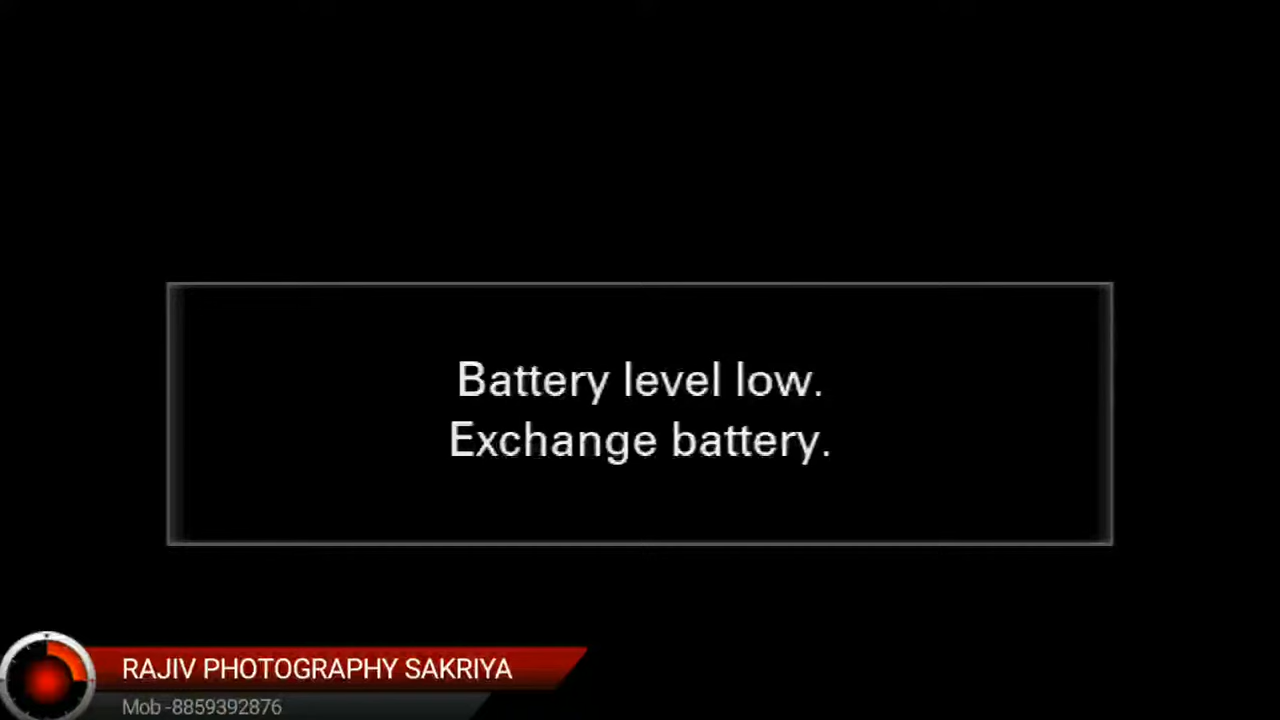 Battery level low.
Exchange battery.
RAJIV PHOTOGRAPHY SAKRIYA
Mob -8859392876